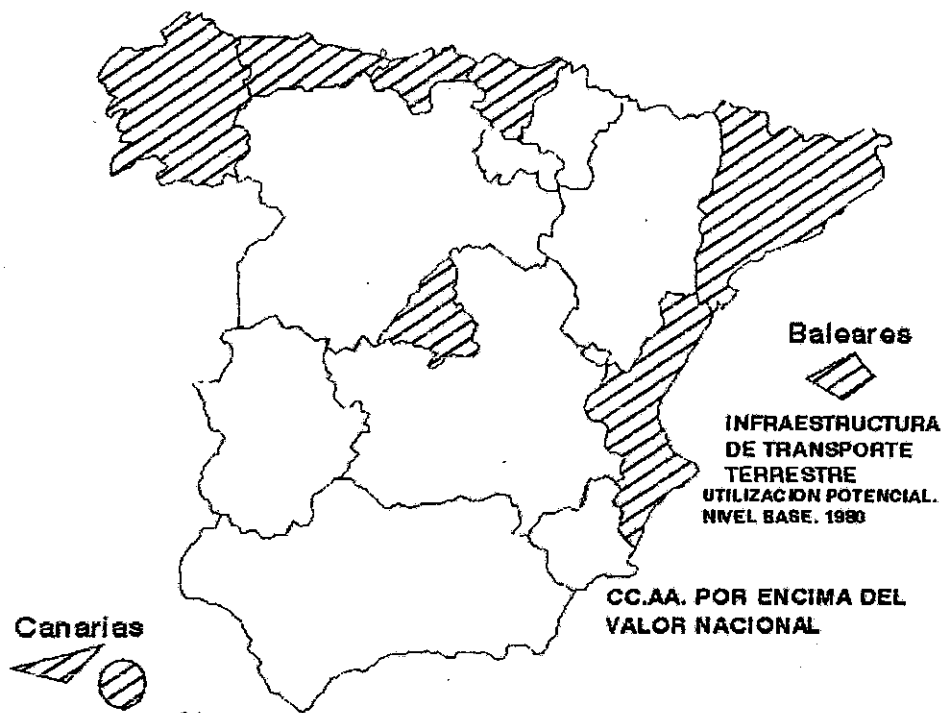 Baleares
INFRAESTRUCTURA
DE TRANSPORTE
TERRESTRE
UTILIZACION POTENCIAL.
NIVEL BASE. 1980
CC.AA. POR ENCIMA DEL
VALOR NACIONAL
Canarias